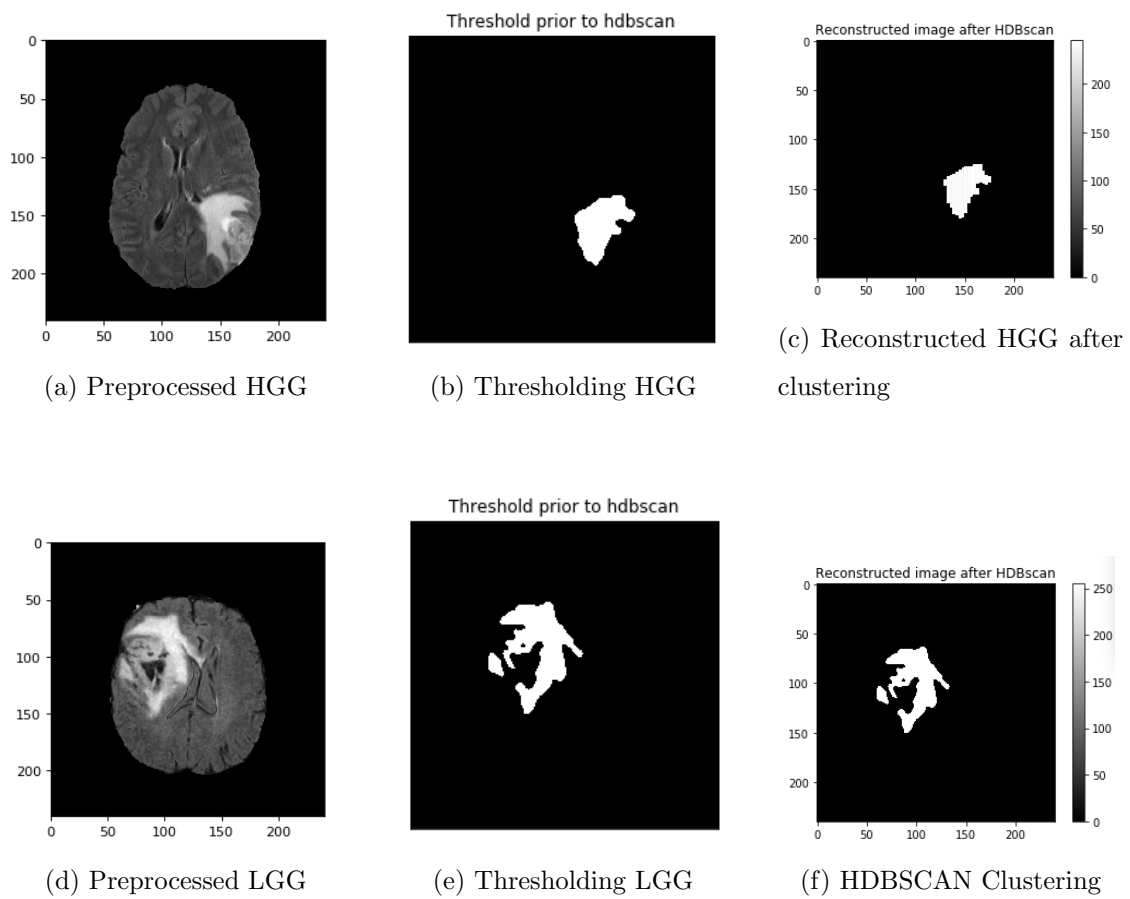 Threshold prior to hdbscan
Reconstructed image after HDBscan
0
50
100
150
200
0 50 100 150 200
0
50
100
150
200
0 50 100 150 200
200
150
100
50
0
(a) Preprocessed HGG
(b) Thresholding HGG
(c) Reconstructed HGG after
clustering
Threshold prior to hdbscan
Reconstructed image after HDBscan
0
50
100
150
200
0 50 100 150 200
0
50
100
150
200
0 50 100 150 200
250
200
150
100
50
0
(d) Preprocessed LGG
(e) Thresholding LGG
(f) HDBSCAN Clustering